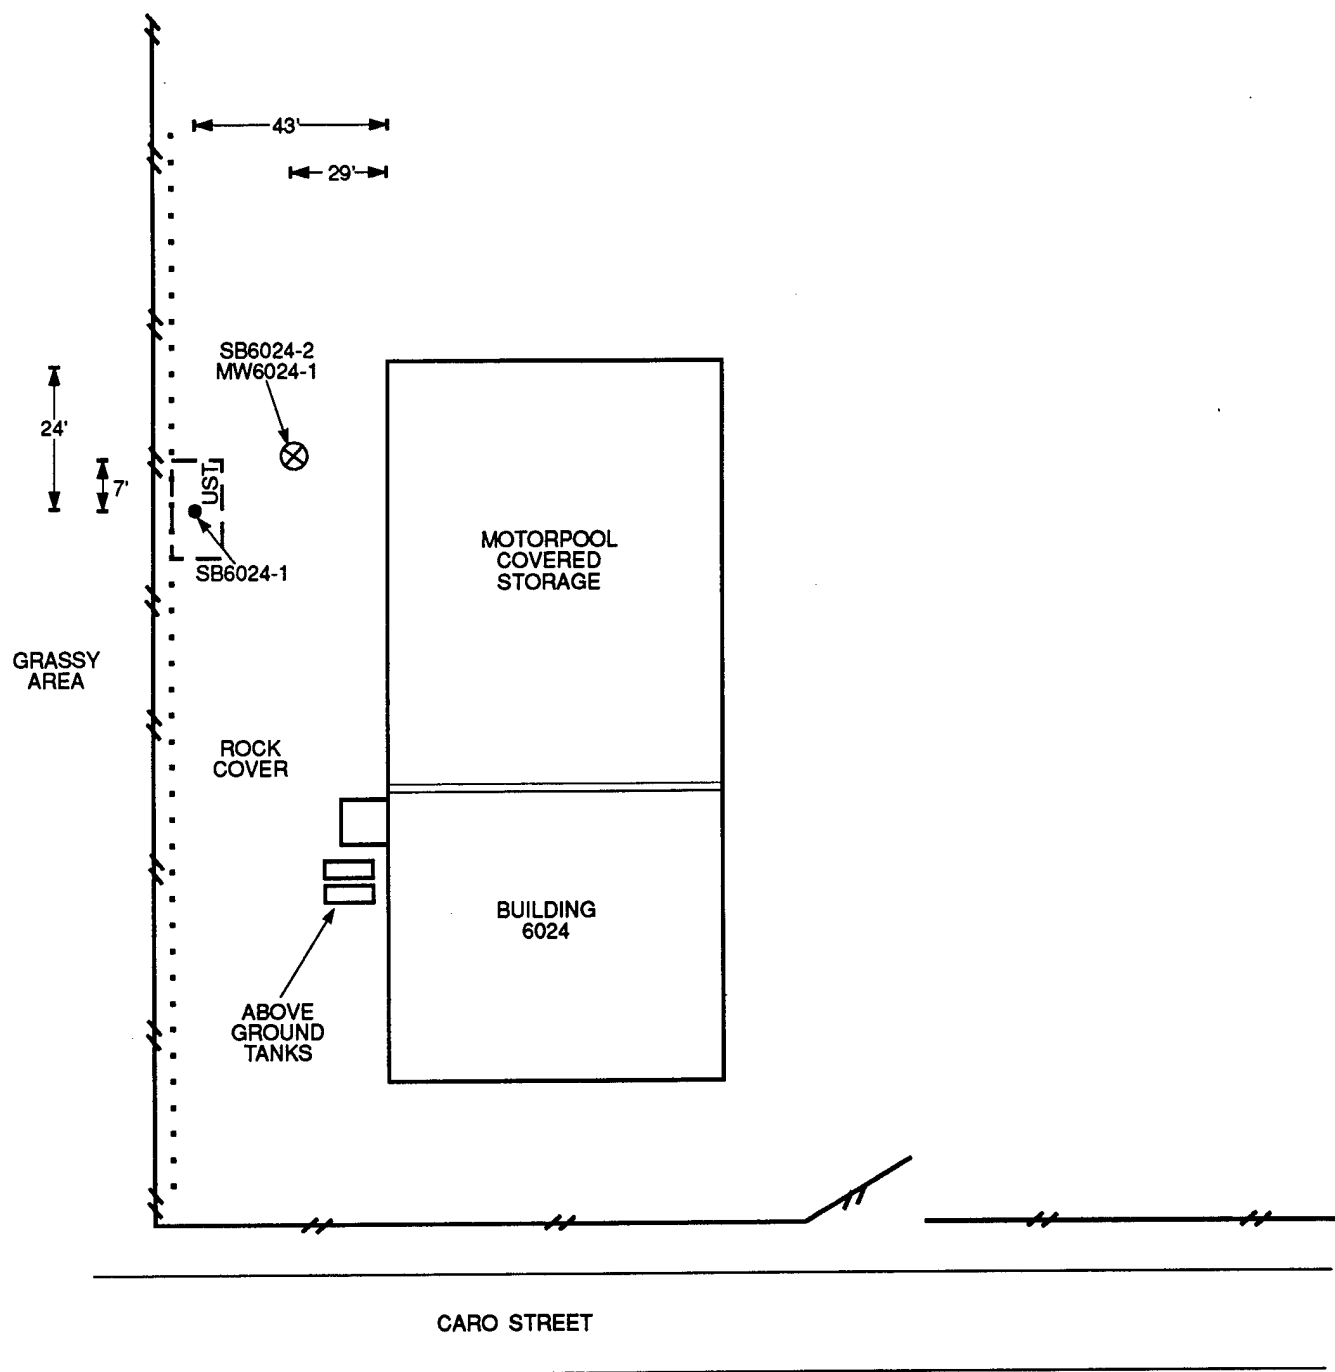 43'
29'
SB6024-2
MW6024-1
24'
7'
UST
SB6024-1
MOTORPOOL
COVERED
STORAGE
GRASSY
AREA
ROCK
COVER
BUILDING
6024
ABOVE
GROUND
TANKS
CARO STREET